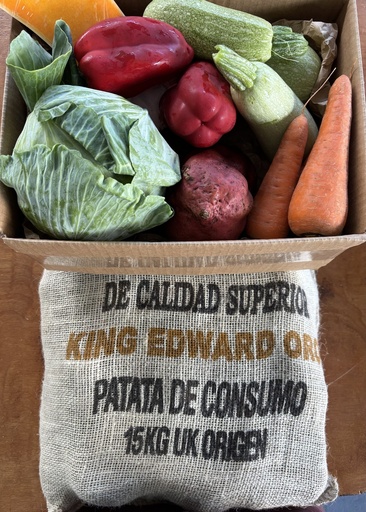 DE CALIDAD SUPERIOR
KING EDWARD
PATATA DE CONSUMO
15KG UK ORIGEN